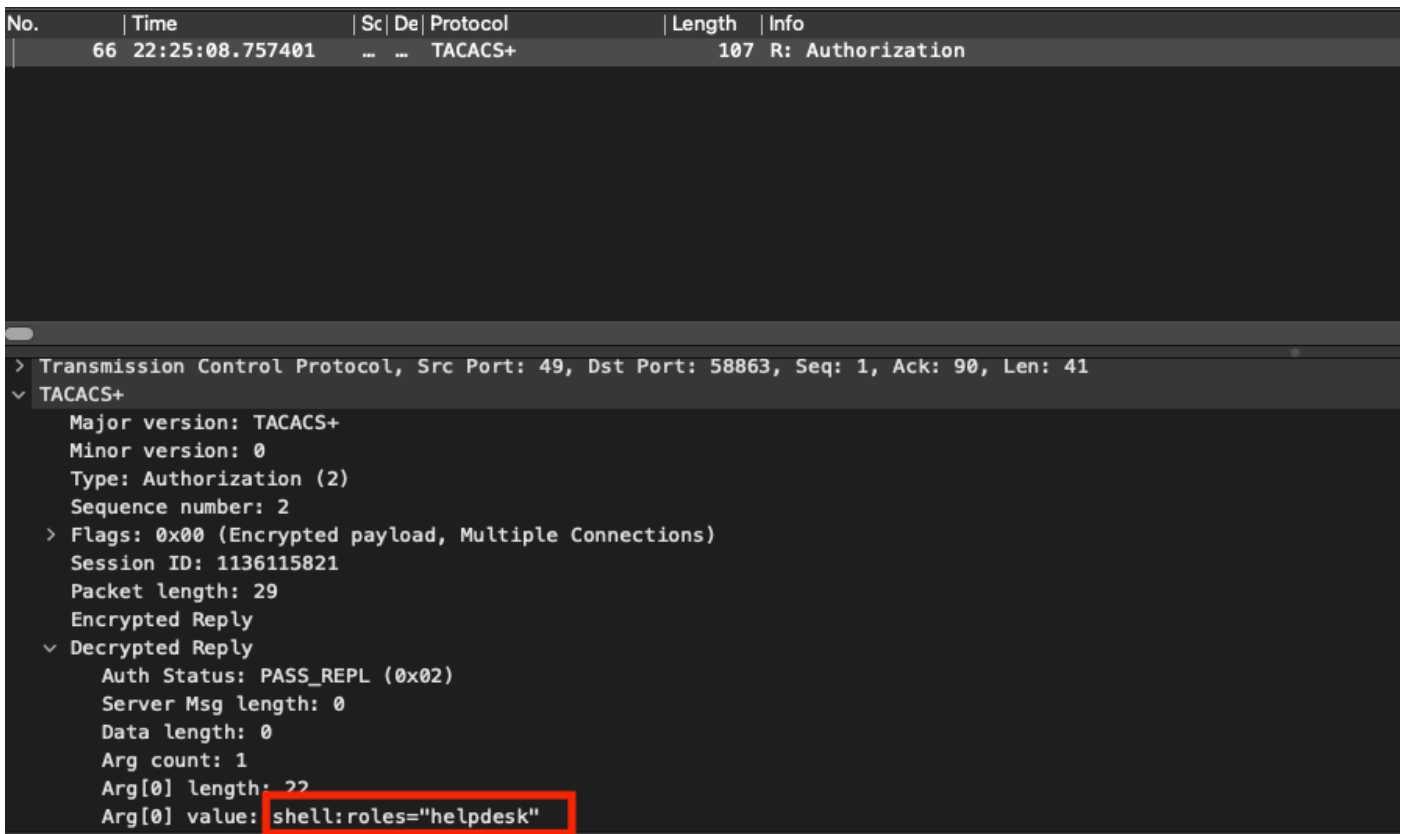 No. Time Sc De Protocol Length Info
66 22:25:08.757401 … … TACACS+ 107 R: Authorization
Transmission Control Protocol, Src Port: 49, Dst Port: 58863, Seq: 1, Ack: 90, Len: 41
TACACS+
Major version: TACACS+
Minor version: 0
Type: Authorization (2)
Sequence number: 2
Flags: 0x00 (Encrypted payload, Multiple Connections)
Session ID: 1136115821
Packet length: 29
Encrypted Reply
Decrypted Reply
Auth Status: PASS_REPL (0x02)
Server Msg length: 0
Data length: 0
Arg count: 1
Arg[0] length: 22
Arg[0] value: shell:roles="helpdesk"